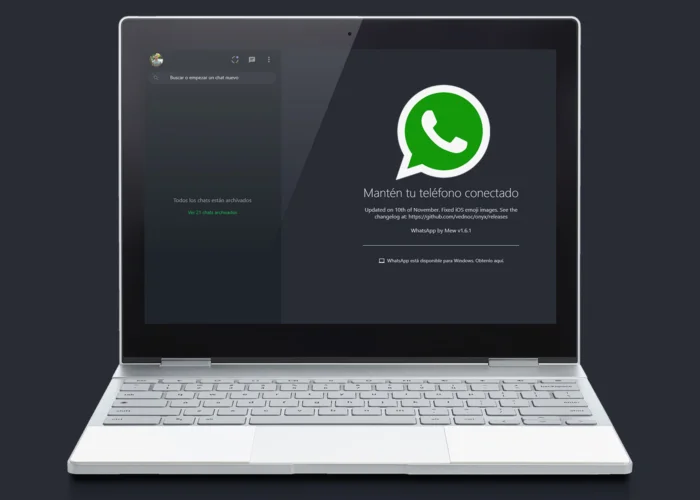 Buscar o empezar un chat nuevo
Todos los chats están archivados
Mantén tu teléfono conectado
Updated on 10th of November. Fixed iOS emoji images. See the
changelog at: https://github.com/vednoc/onyx/releases
WhatsApp by Mew v1.6.1
WhatsApp está disponible para Windows. Obtenlo aquí.